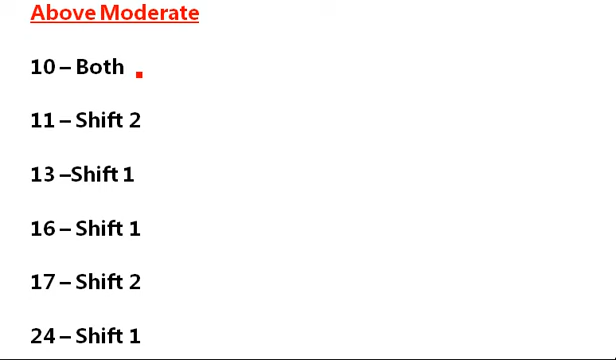 Above Moderate
10 – Both
11 – Shift 2
13 –Shift 1
16 – Shift 1
17 – Shift 2
24 – Shift 1